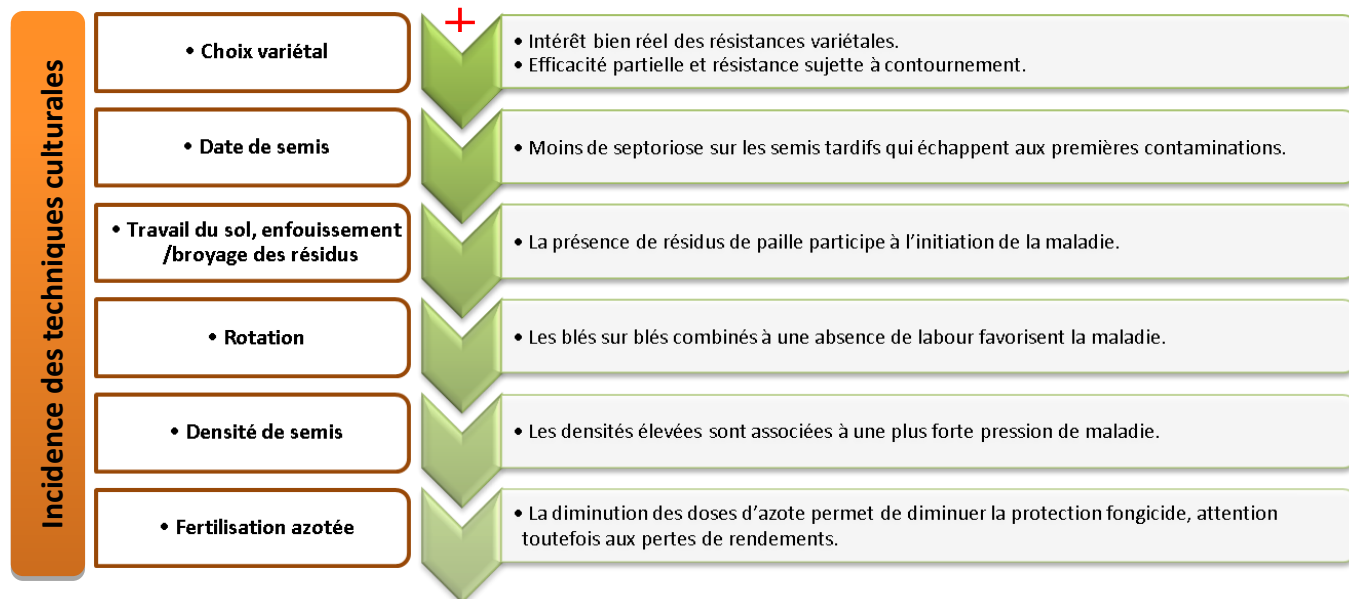 Incidence des techniques culturales
+
• Choix variétal
• Intérêt bien réel des résistances variétales.
• Efficacité partielle et résistance sujette à contournement.
• Date de semis
• Moins de septoriose sur les semis tardifs qui échappent aux premières contaminations.
• Travail du sol, enfouissement
/broyage des résidus
• La présence de résidus de paille participe à l'initiation de la maladie.
• Rotation
• Les blés sur blés combinés à une absence de labour favorisent la maladie.
• Densité de semis
• Les densités élevées sont associées à une plus forte pression de maladie.
• Fertilisation azotée
• La diminution des doses d'azote permet de diminuer la protection fongicide, attention
toutefois aux pertes de rendements.